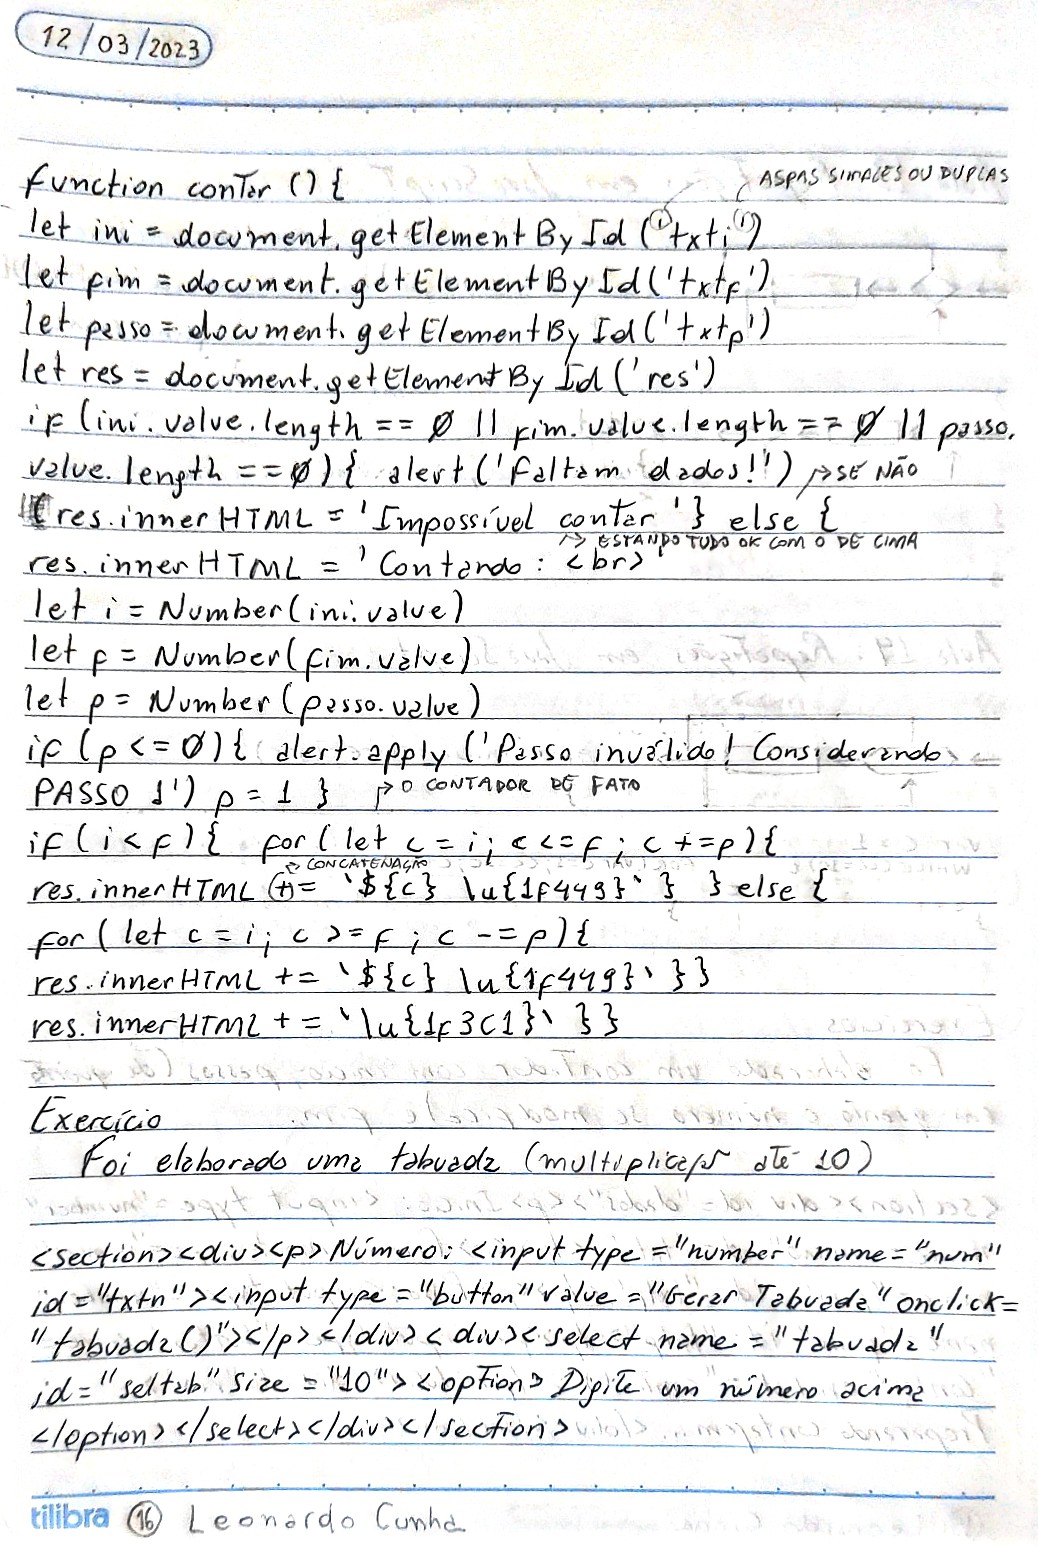 12/03/2023
function contar () {
ASPAS SIMPLES OU DUPLAS
let ini = document.getElementById('txti')
let fim = document.getElementById('txtf')
let passo = document.getElementById('txtp')
let res = document.getElementById('res')
if (ini.value.length == 0 || fim.value.length == 0 || passo.
value.length == 0) { alert('Faltam dados!') SE NÃO
res.innerHTML = 'Impossível contar'} else {
ESTANDO TUDO OK COM O DE CIMA
res.innerHTML = 'Contando: <br>'
let i = Number(ini.value)
let f = Number(fim.value)
let p = Number(passo.value)
if (p <= 0) { alert.apply ('Passo inválido! Considerando
PASSO 1') p = 1 } O CONTADOR DE FATO
if (i < f) { for (let c = i; c <= f; c += p) {
CONCATENAÇÃO
res.innerHTML += `${c} \u{1f449}` } } else {
for (let c = i; c >= f; c -= p) {
res.innerHTML += `${c} \u{1f449}` }}
res.innerHTML += `\u{1f3C1}` }}
Exercício
Foi elaborado uma tabuada (multiplicaçõ até 10)
<section><div><p>Número: <input type="number" name="num"
id="txtn"><input type="button" value="Gerar Tabuada" onclick=
"tabuada()"></p></div><div><select name="tabuada"
id="seltab" size="10"><option> Digite um número acima
</option></select></div></section>
tilibra 16 Leonardo Cunha